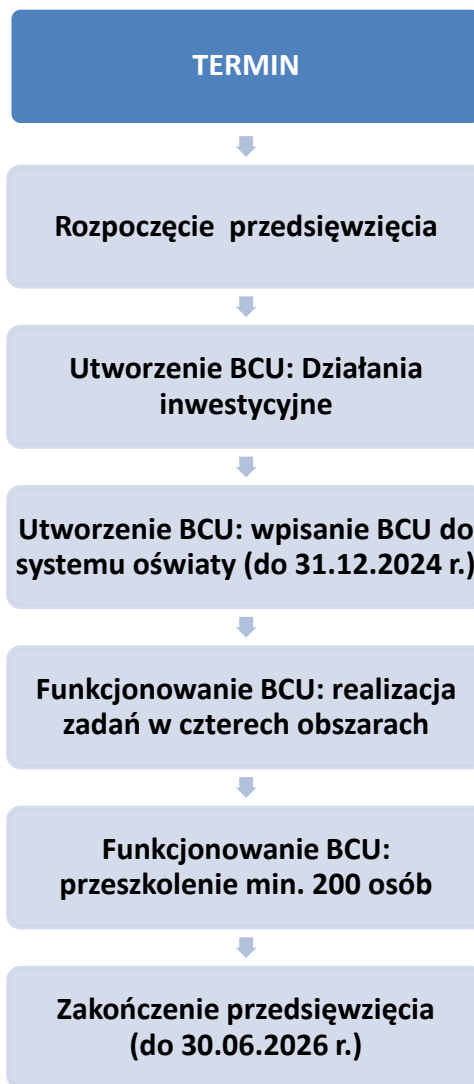 TERMIN
Rozpoczęcie przedsięwzięcia
Utworzenie BCU: Działania
inwestycyjne
Utworzenie BCU: wpisanie BCU do
systemu oświaty (do 31.12.2024 r.)
Funkcjonowanie BCU: realizacja
zadań w czterech obszarach
Funkcjonowanie BCU:
przeszkolenie min. 200 osób
Zakończenie przedsięwzięcia
(do 30.06.2026 r.)